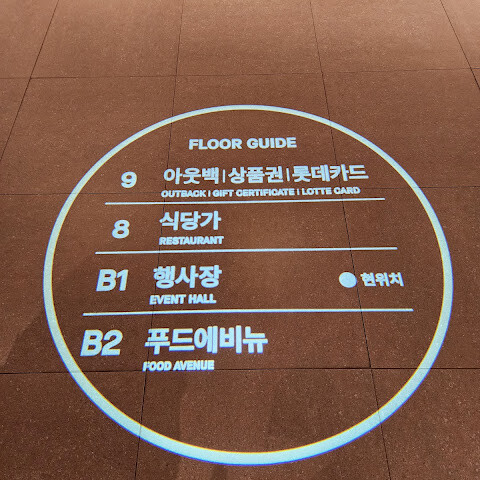 FLOOR GUIDE
9 아웃백 | 상품권 | 롯데카드
OUTBACK | GIFT CERTIFICATE | LOTTE CARD
8 식당가
RESTAURANT
B1 행사장 현위치
EVENT HALL
B2 푸드에비뉴
FOOD AVENUE